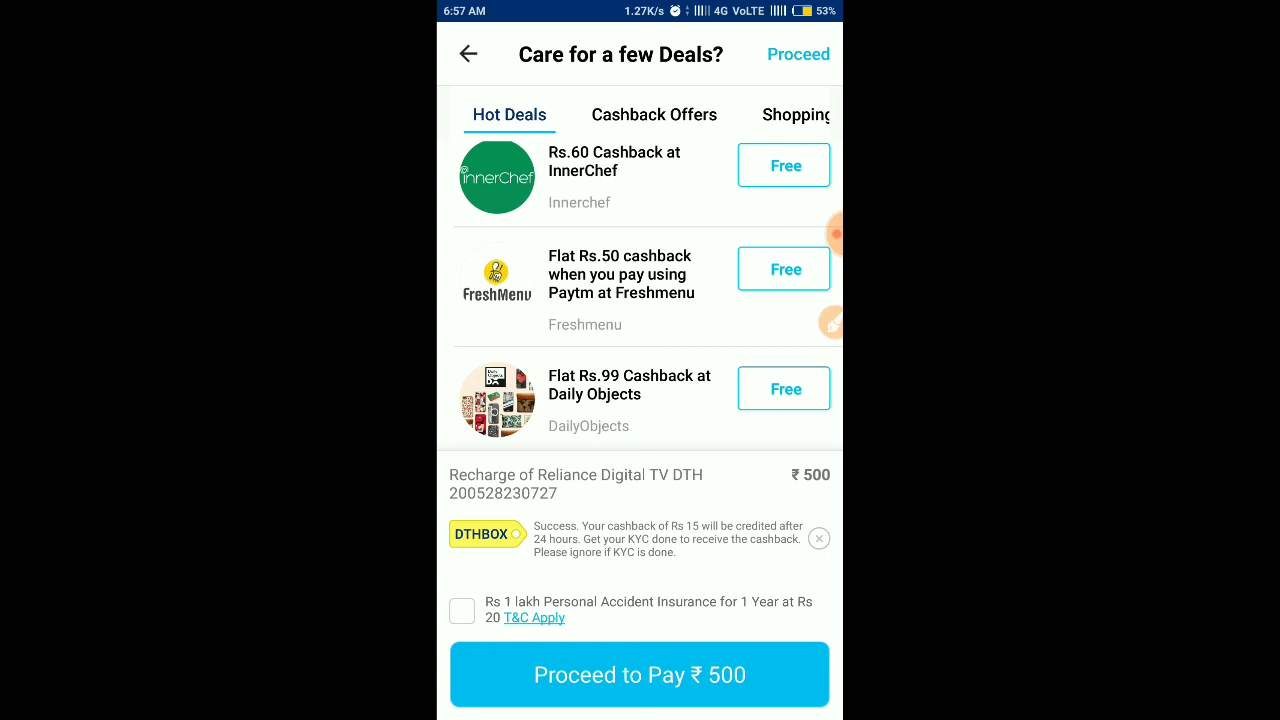 6:57 AM 1.27K/s 4G VoLTE 53%
Care for a few Deals? Proceed
Hot Deals Cashback Offers Shopping
innerChef
Rs.60 Cashback at
InnerChef
Innerchef
Free
FreshMenu
Flat Rs.50 cashback
when you pay using
Paytm at Freshmenu
Freshmenu
Free
Flat Rs.99 Cashback at
Daily Objects
DailyObjects
Free
Recharge of Reliance Digital TV DTH ₹ 500
200528230727
DTHBOX
Success. Your cashback of Rs 15 will be credited after
24 hours. Get your KYC done to receive the cashback.
Please ignore if KYC is done.
Rs 1 lakh Personal Accident Insurance for 1 Year at Rs
20 T&C Apply
Proceed to Pay ₹ 500